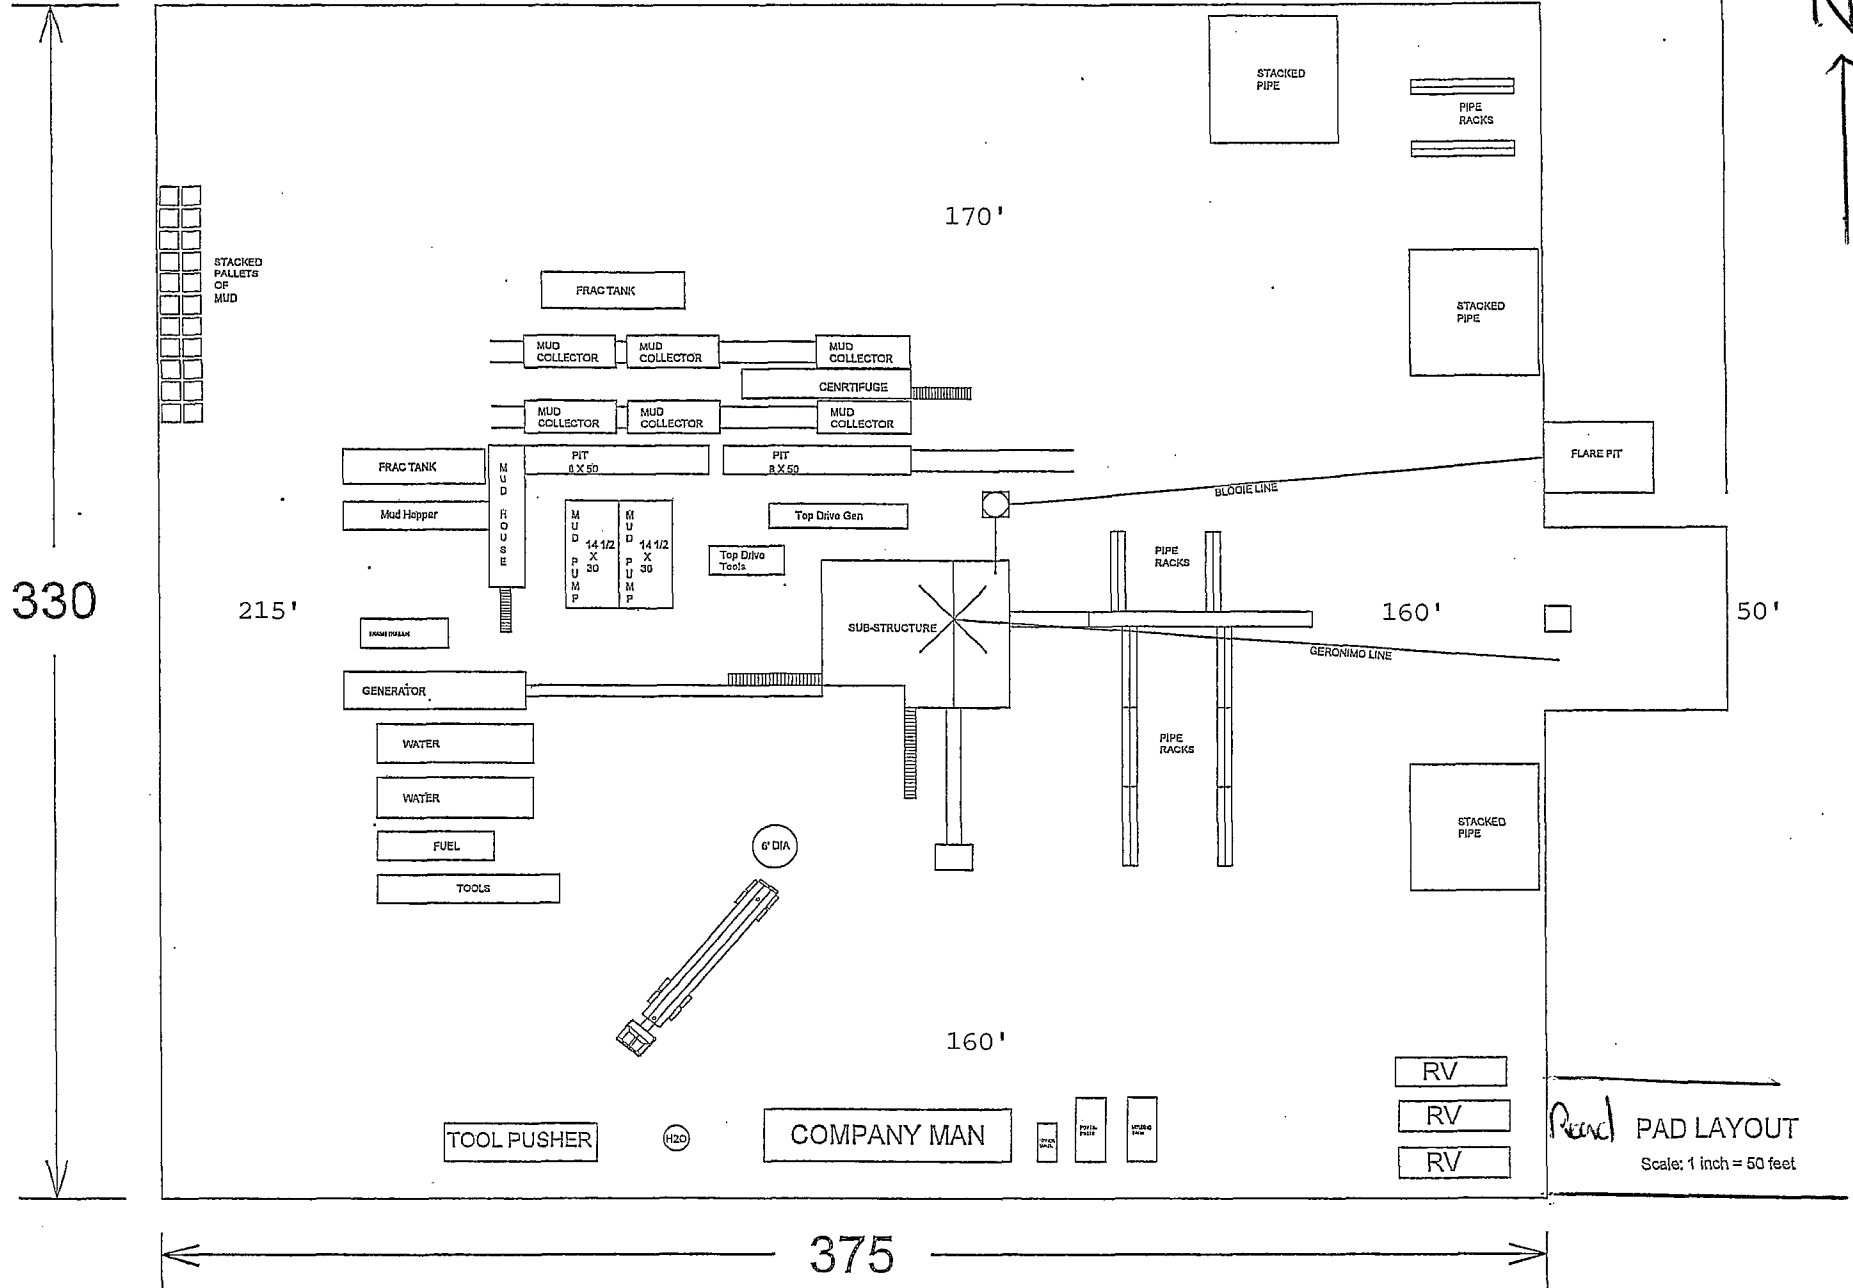 STACKED
PIPE
PIPE
RACKS
170'
STACKED
PALLETS
OF
MUD
FRAC TANK
STACKED
PIPE
MUD
COLLECTOR
MUD
COLLECTOR
MUD
COLLECTOR
CENRTIFUGE
MUD
COLLECTOR
MUD
COLLECTOR
MUD
COLLECTOR
FRAC TANK
MUD HOUSE
PIT
8 X 50
PIT
8 X 50
FLARE PIT
BLOOIE LINE
Mud Hopper
MUD PUMP
14 1/2
X
30
MUD PUMP
14 1/2
X
30
Top Drive Gen
Top Drive
Tools
PIPE
RACKS
330
215'
SUB-STRUCTURE
160'
50'
GERONIMO LINE
GENERATOR
WATER
PIPE
RACKS
WATER
FUEL
6' DIA
STACKED
PIPE
TOOLS
160'
RV
RV
RV
TOOL PUSHER
H2O
COMPANY MAN
Road
PAD LAYOUT
Scale: 1 inch = 50 feet
375